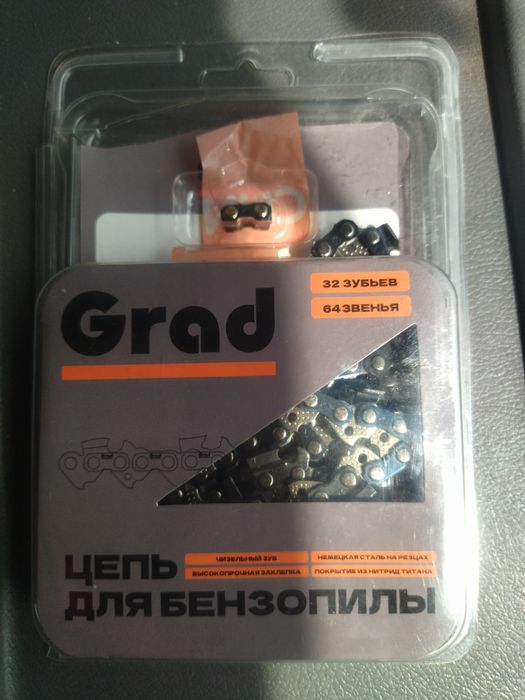 32 ЗУБЬЕВ
Grad
64 ЗВЕНЬЯ
ЦЕПЬ
ЧИЗЕЛЬНЫЙ ЗУБ
НЕМЕЦКАЯ СТАЛЬ НА РЕЗЦАХ
ВЫСОКОПРОЧНАЯ ЗАКЛЕПКА
ПОКРЫТИЕ ИЗ НИТРИД ТИТАНА
ДЛЯ БЕНЗОПИЛЫ